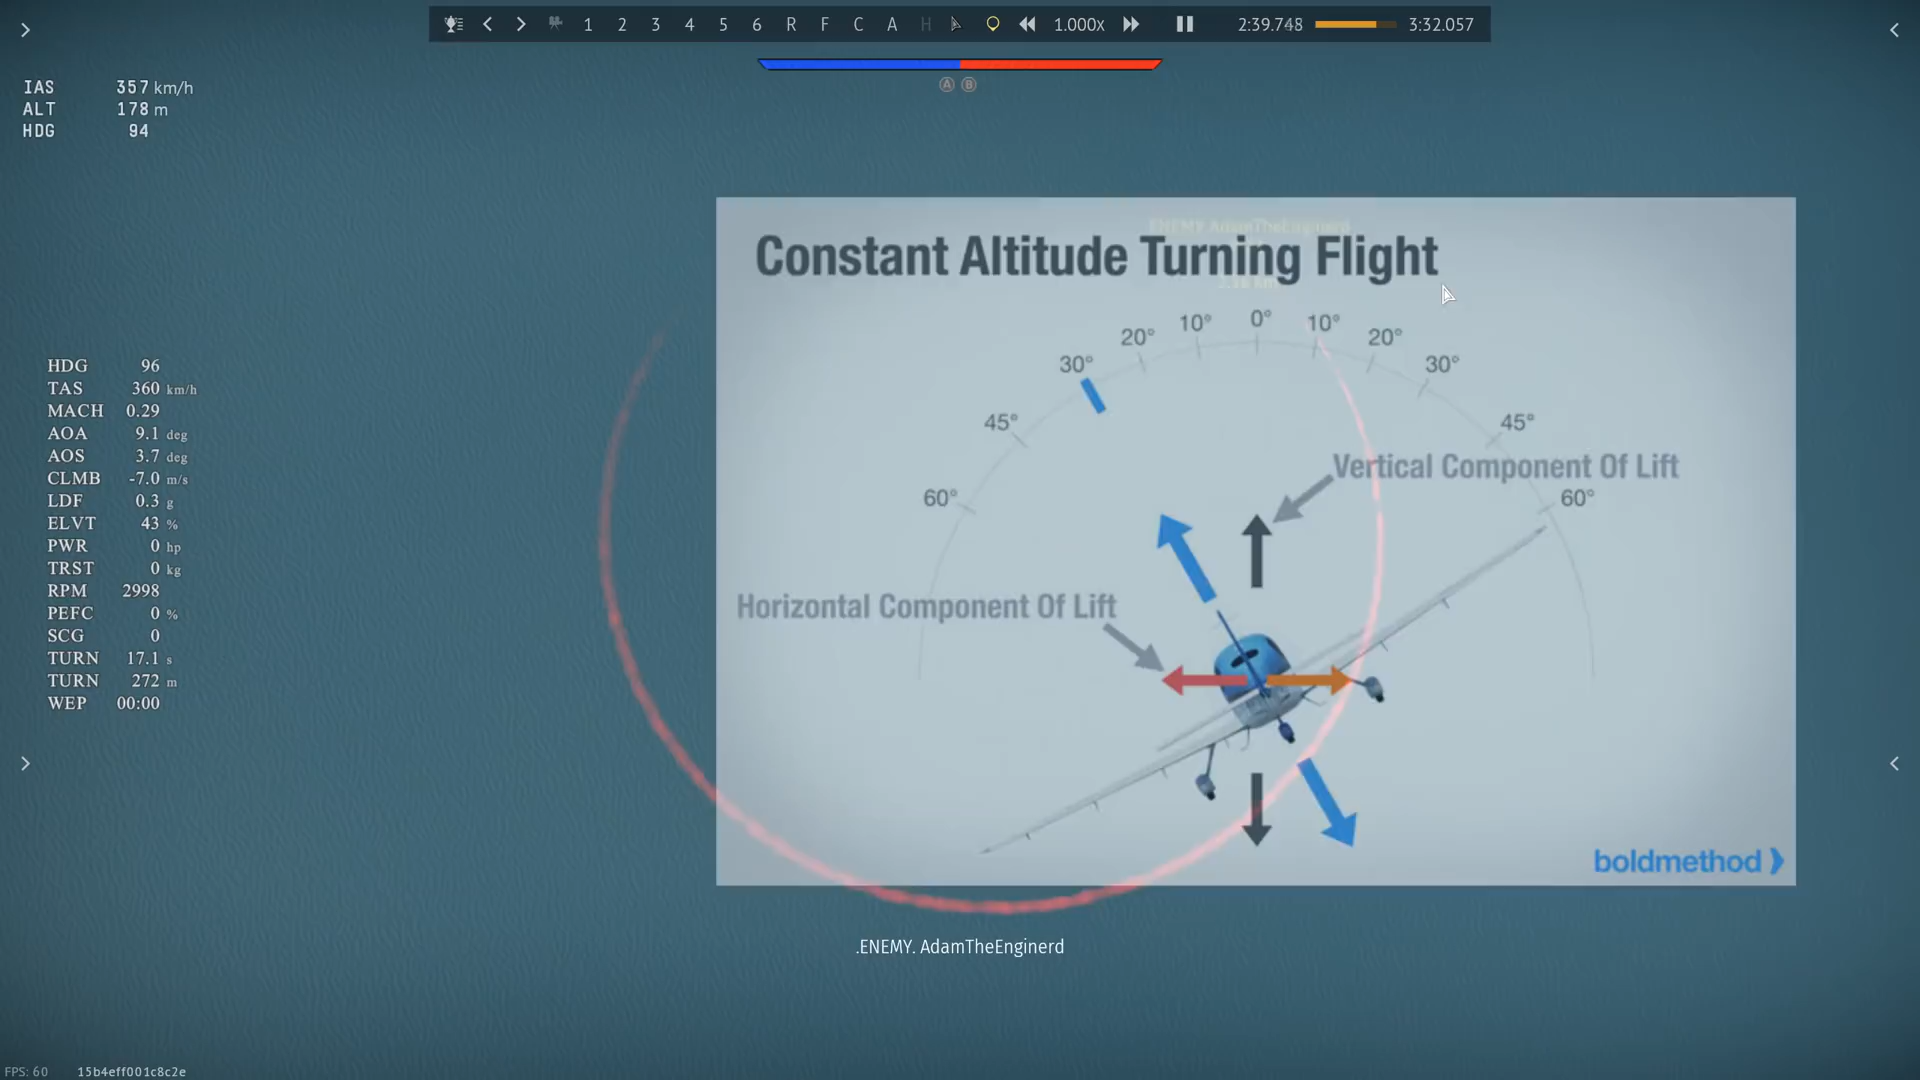 1 2 3 4 5 6 R F C A H 1.000x 2:39.748 3:32.057
A B
IAS 357 km/h
ALT 178 m
HDG 94
ENEMY AdamTheEnginerd
Constant Altitude Turning Flight
60° 45° 30° 20° 10° 0° 10° 20° 30° 45° 60°
Vertical Component Of Lift
Horizontal Component Of Lift
boldmethod
HDG 96
TAS 360 km/h
MACH 0.29
AOA 9.1 deg
AOS 3.7 deg
CLMB -7.0 m/s
LDF 0.3 g
ELVT 43 %
PWR 0 hp
TRST 0 kg
RPM 2998
PEFC 0 %
SCG 0
TURN 17.1 s
TURN 272 m
WEP 00:00
.ENEMY. AdamTheEnginerd
FPS: 60 15b4eff001c8c2e